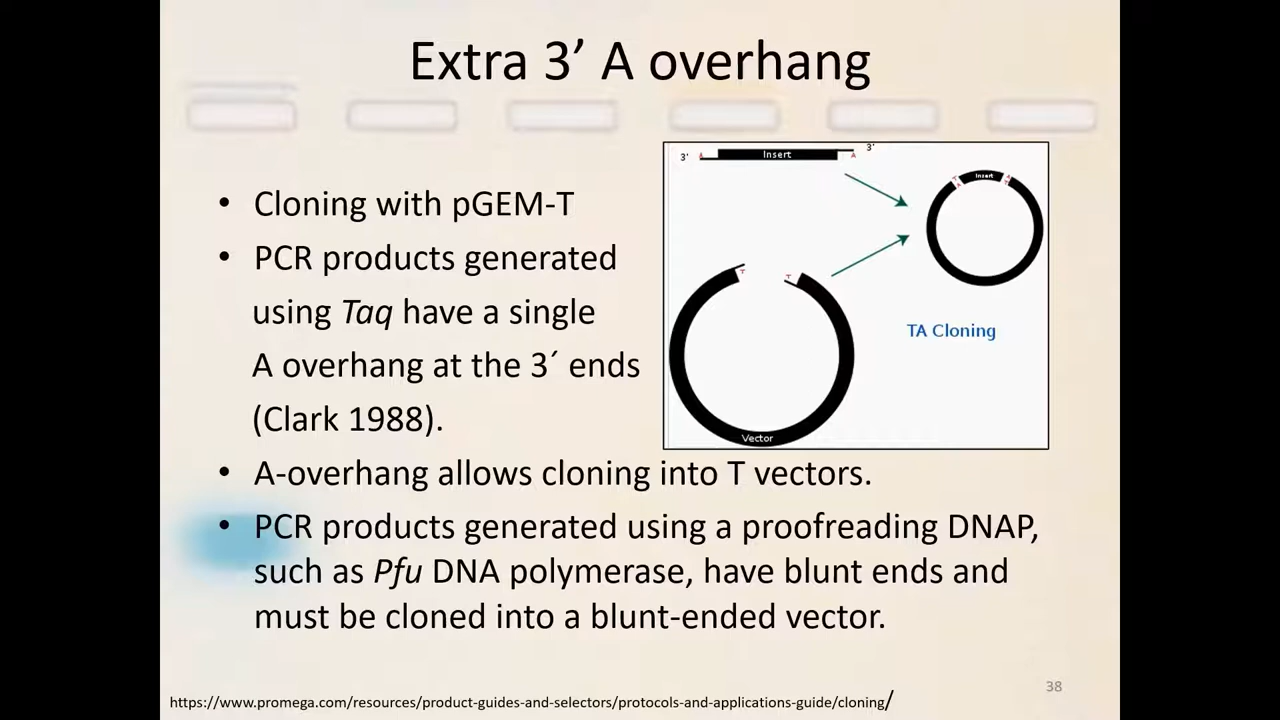 Extra 3’ A overhang
• Cloning with pGEM-T
• PCR products generated
using Taq have a single
A overhang at the 3´ ends
(Clark 1988).
• A-overhang allows cloning into T vectors.
• PCR products generated using a proofreading DNAP,
such as Pfu DNA polymerase, have blunt ends and
must be cloned into a blunt-ended vector.
3' A Insert A 3'
T T
T A Insert A T
TA Cloning
Vector
38
https://www.promega.com/resources/product-guides-and-selectors/protocols-and-applications-guide/cloning/